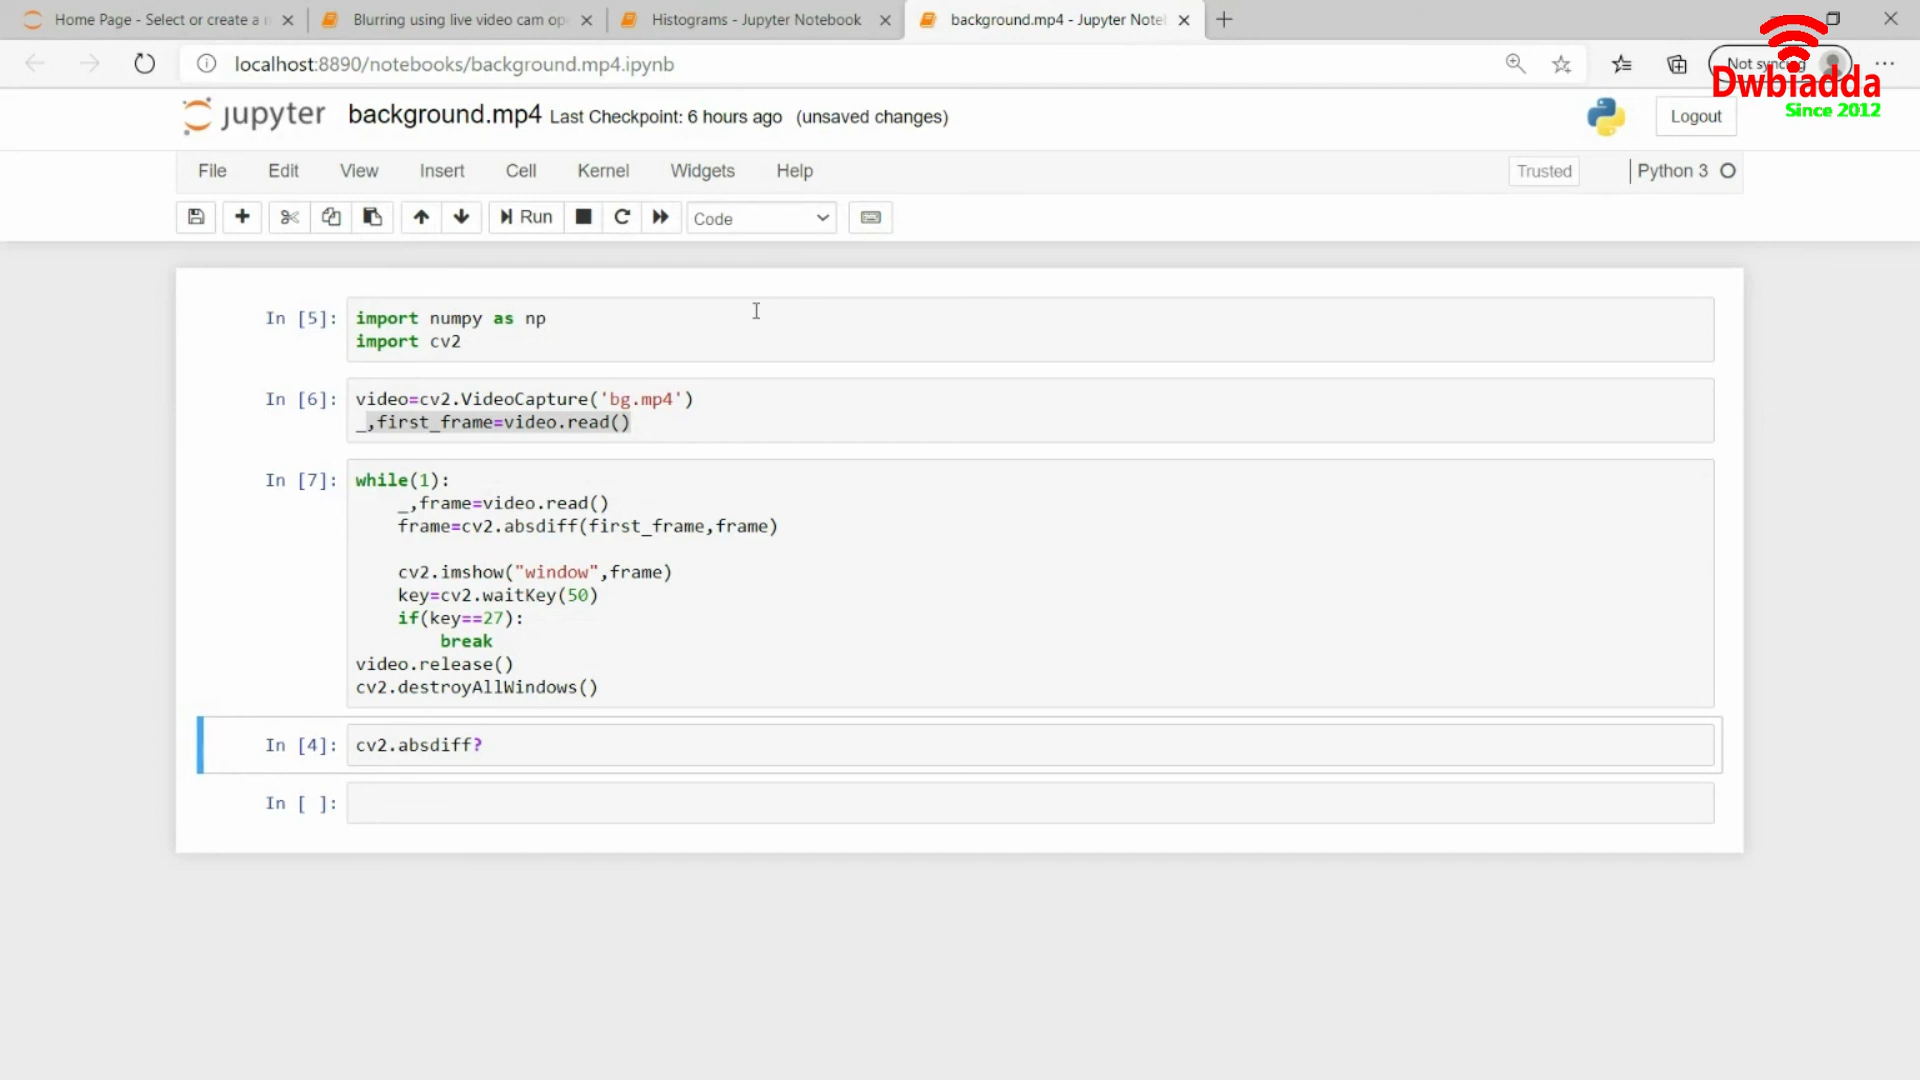 Home Page - Select or create a n
Blurring using live video cam op
Histograms - Jupyter Notebook
background.mp4 - Jupyter Note
localhost:8890/notebooks/background.mp4.ipynb
Not syncing
Dwbiadda
Since 2012
jupyter background.mp4 Last Checkpoint: 6 hours ago (unsaved changes)
Logout
File Edit View Insert Cell Kernel Widgets Help
Trusted
Python 3
Run
Code
In [5]: import numpy as np
import cv2
In [6]: video=cv2.VideoCapture('bg.mp4')
_,first_frame=video.read()
In [7]: while(1):
_,frame=video.read()
frame=cv2.absdiff(first_frame,frame)
cv2.imshow("window",frame)
key=cv2.waitKey(50)
if(key==27):
break
video.release()
cv2.destroyAllWindows()
In [4]: cv2.absdiff?
In [ ]: